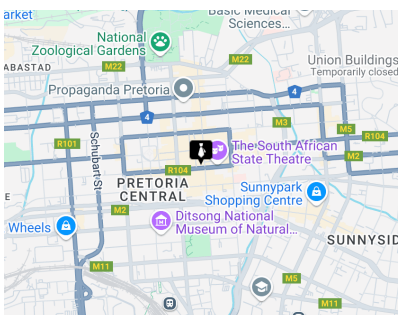 arket
Basic Medical
Sciences...
National
Zoological Gardens
M22
M22
Union Buildings
Temporarily closed
ABASTAD
Propaganda Pretoria
4
4
M3
M5
R104
R101
Schubart St
The South African
State Theatre
M2
R104
PRETORIA
CENTRAL
Sunnypark
Shopping Centre
E
M2
Ditsong National
Museum of Natural...
Wheels
SUNNYSID
M11
M5
M11